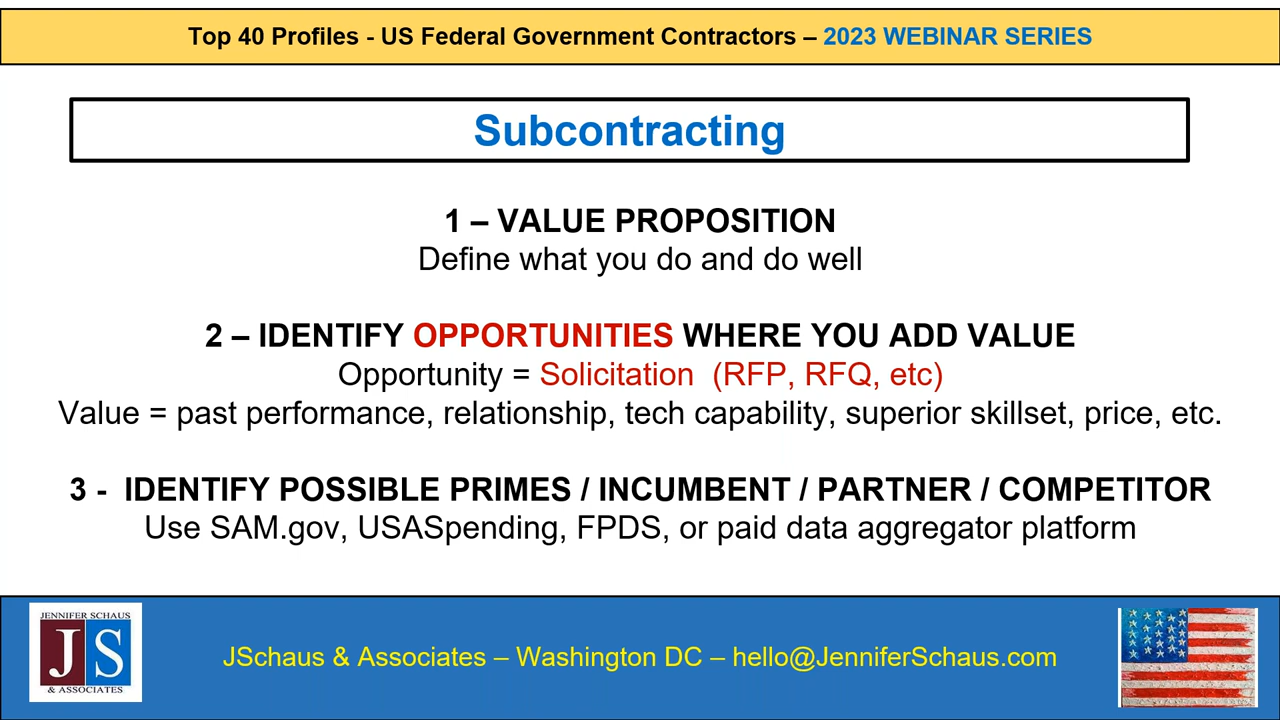 Top 40 Profiles - US Federal Government Contractors – 2023 WEBINAR SERIES
Subcontracting
1 – VALUE PROPOSITION
Define what you do and do well
2 – IDENTIFY OPPORTUNITIES WHERE YOU ADD VALUE
Opportunity = Solicitation (RFP, RFQ, etc)
Value = past performance, relationship, tech capability, superior skillset, price, etc.
3 - IDENTIFY POSSIBLE PRIMES / INCUMBENT / PARTNER / COMPETITOR
Use SAM.gov, USASpending, FPDS, or paid data aggregator platform
JENNIFER SCHAUS
JS
& ASSOCIATES
JSchaus & Associates – Washington DC – hello@JenniferSchaus.com